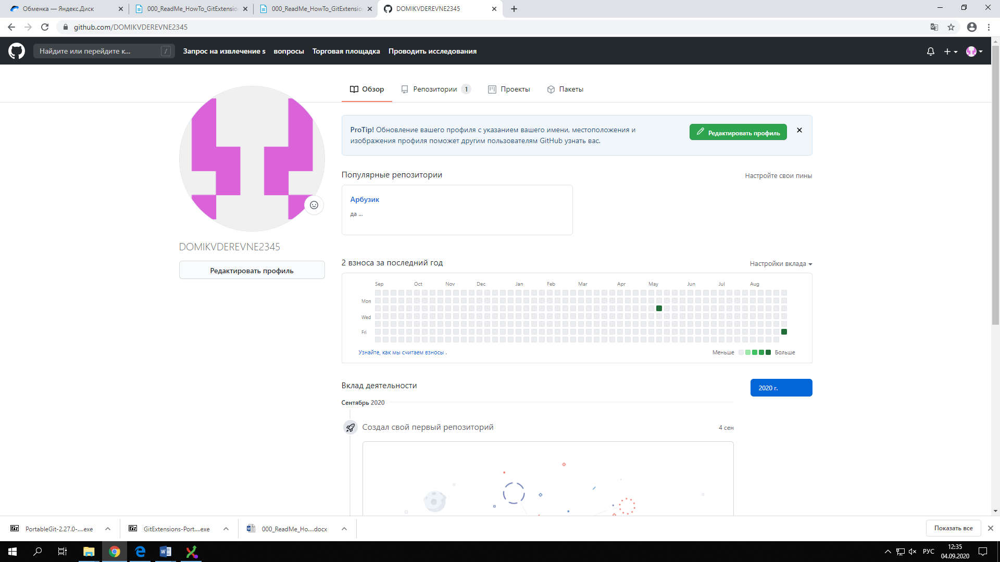 Обменка — Яндекс.Диск
000_ReadMe_HowTo_GitExtensio
000_ReadMe_HowTo_GitExtensio
DOMIKVDEREVNE2345
github.com/DOMIKVDEREVNE2345
Найдите или перейдите к...
/
Запрос на извлечение s
вопросы
Торговая площадка
Проводить исследования
Обзор
Репозитории 1
Проекты
Пакеты
ProTip! Обновление вашего профиля с указанием вашего имени, местоположения и
изображения профиля поможет другим пользователям GitHub узнать вас.
Редактировать профиль
Популярные репозитории
Настройте свои пины
Арбузик
да ...
DOMIKVDEREVNE2345
Редактировать профиль
2 взноса за последний год
Настройки вклада
Sep Oct Nov Dec Jan Feb Mar Apr May Jun Jul Aug
Mon
Wed
Fri
Узнайте, как мы считаем взносы .
Меньше
Больше
Вклад деятельности
2020 г.
Сентябрь 2020
Создал свой первый репозиторий
4 сен
PortableGit-2.27.0-....exe
GitExtensions-Port....exe
000_ReadMe_Ho....docx
Показать все
РУС
12:35
04.09.2020